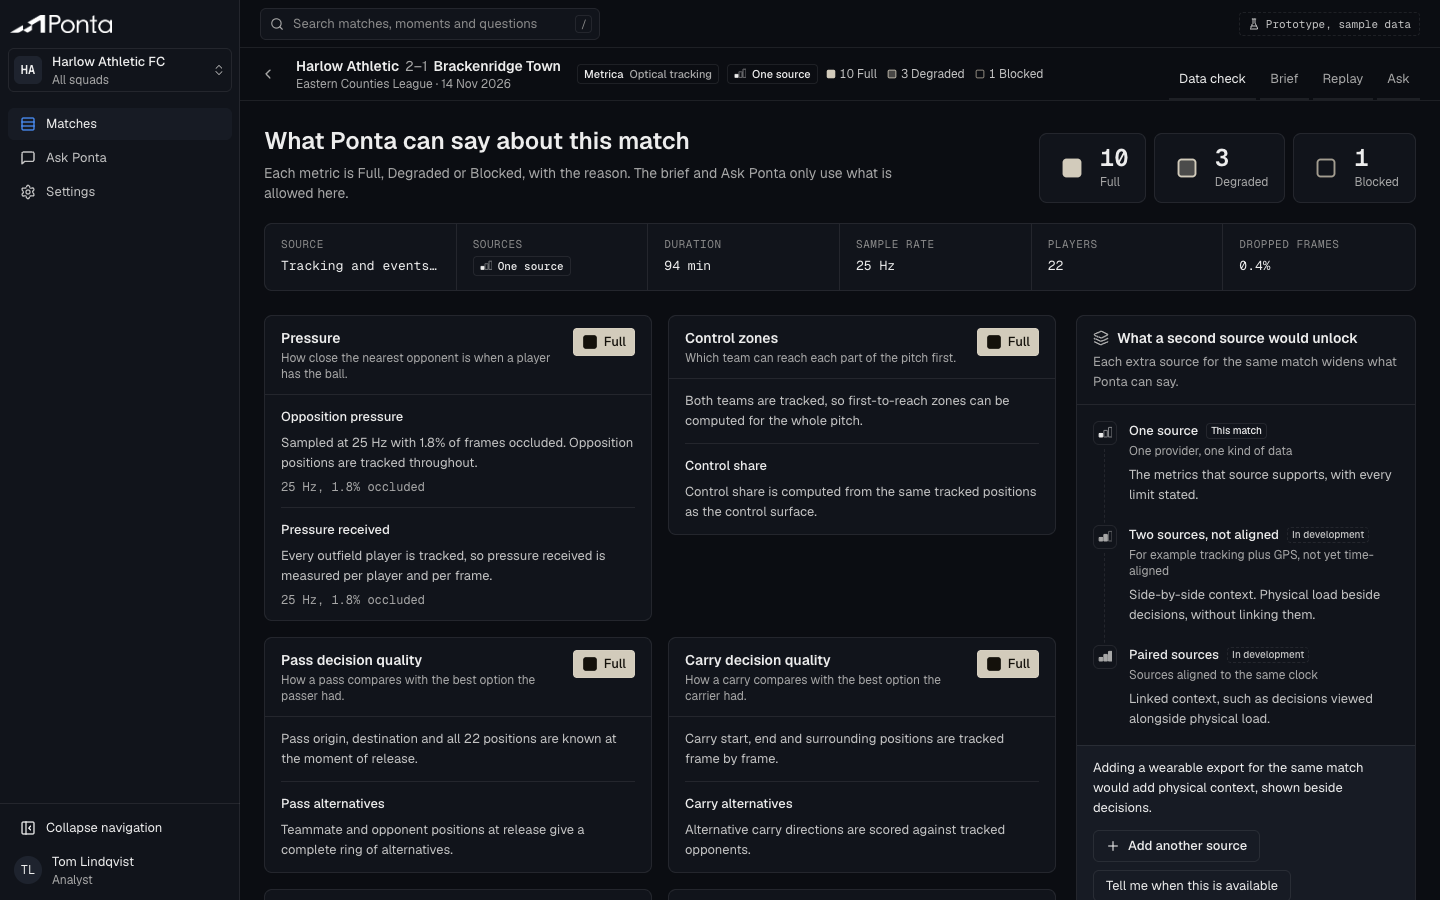 Ponta
HA
Harlow Athletic FC
All squads
Matches
Ask Ponta
Settings
Collapse navigation
TL
Tom Lindqvist
Analyst
Search matches, moments and questions
/
Prototype, sample data
Harlow Athletic 2–1 Brackenridge Town
Eastern Counties League · 14 Nov 2026
Metrica Optical tracking
One source
10 Full
3 Degraded
1 Blocked
Data check
Brief
Replay
Ask
What Ponta can say about this match
Each metric is Full, Degraded or Blocked, with the reason. The brief and Ask Ponta only use what is
allowed here.
10
Full
3
Degraded
1
Blocked
SOURCE
Tracking and events…
SOURCES
One source
DURATION
94 min
SAMPLE RATE
25 Hz
PLAYERS
22
DROPPED FRAMES
0.4%
Pressure
Full
How close the nearest opponent is when a player
has the ball.
Opposition pressure
Sampled at 25 Hz with 1.8% of frames occluded. Opposition
positions are tracked throughout.
25 Hz, 1.8% occluded
Pressure received
Every outfield player is tracked, so pressure received is
measured per player and per frame.
25 Hz, 1.8% occluded
Control zones
Full
Which team can reach each part of the pitch first.
Both teams are tracked, so first-to-reach zones can be
computed for the whole pitch.
Control share
Control share is computed from the same tracked positions
as the control surface.
Pass decision quality
Full
How a pass compares with the best option the
passer had.
Pass origin, destination and all 22 positions are known at
the moment of release.
Pass alternatives
Teammate and opponent positions at release give a
complete ring of alternatives.
Carry decision quality
Full
How a carry compares with the best option the
carrier had.
Carry start, end and surrounding positions are tracked
frame by frame.
Carry alternatives
Alternative carry directions are scored against tracked
opponents.
What a second source would unlock
Each extra source for the same match widens what
Ponta can say.
One source
This match
One provider, one kind of data
The metrics that source supports, with every
limit stated.
Two sources, not aligned
In development
For example tracking plus GPS, not yet time-
aligned
Side-by-side context. Physical load beside
decisions, without linking them.
Paired sources
In development
Sources aligned to the same clock
Linked context, such as decisions viewed
alongside physical load.
Adding a wearable export for the same match
would add physical context, shown beside
decisions.
Add another source
Tell me when this is available